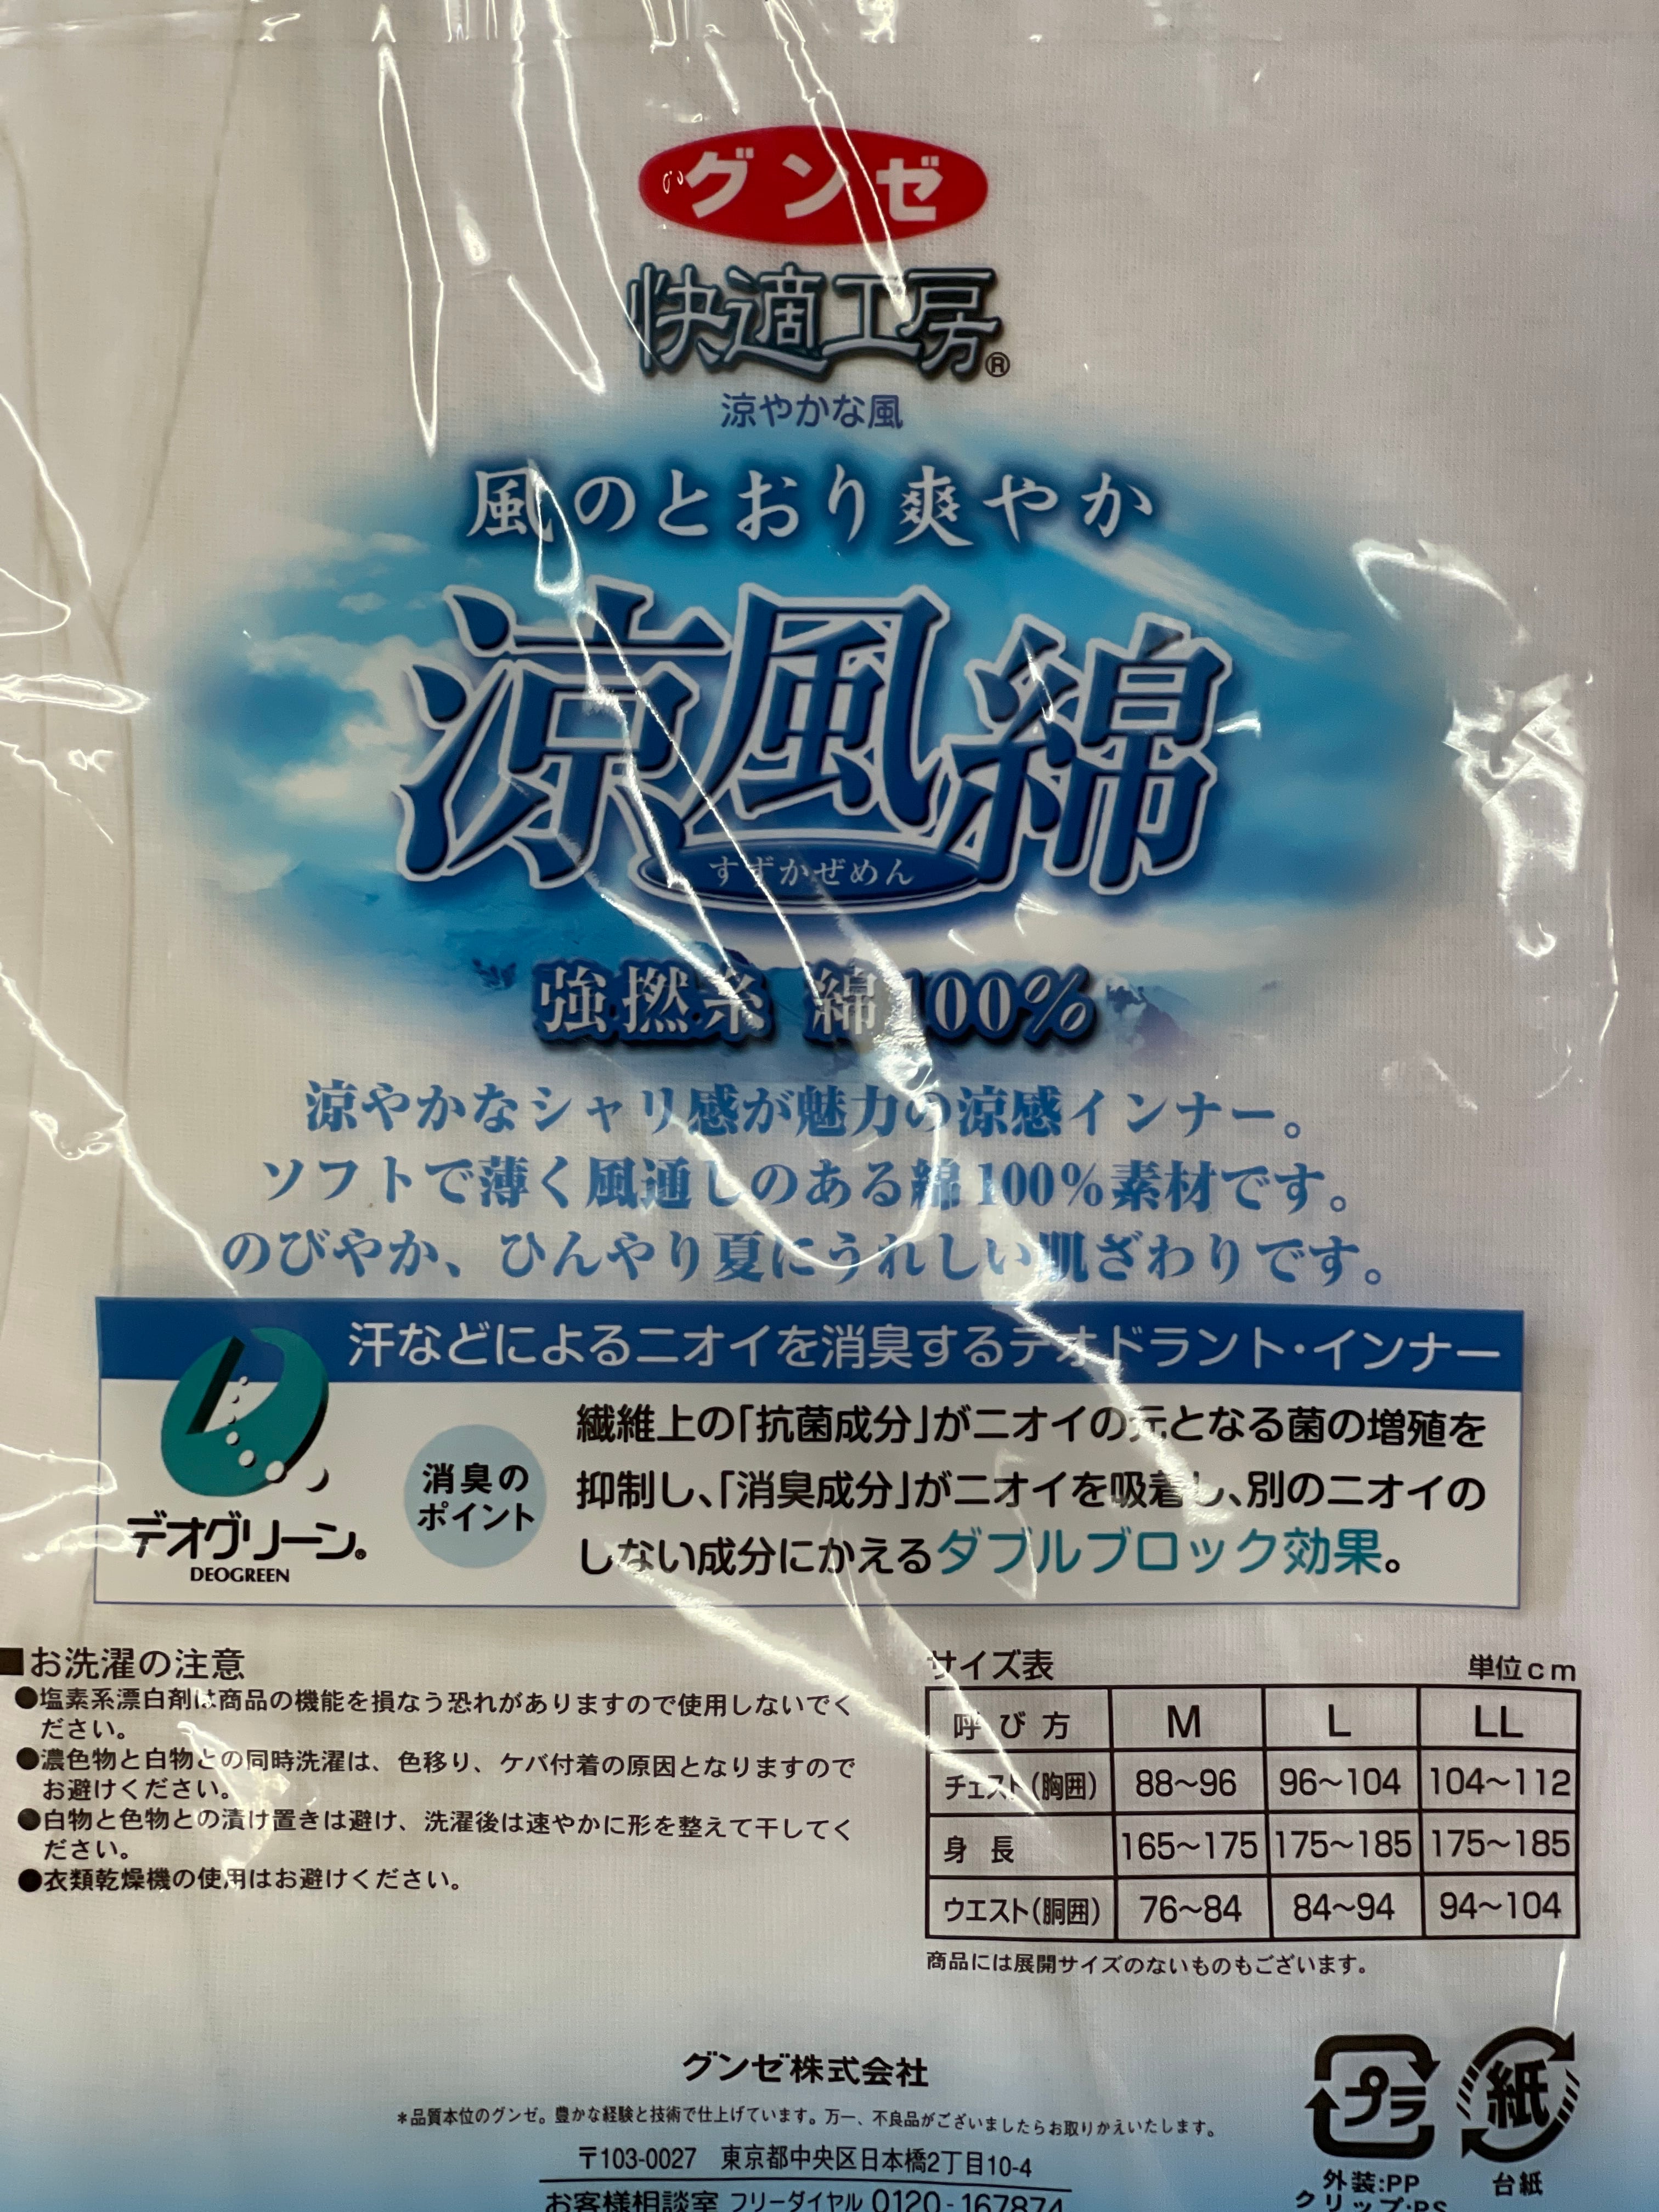 グンゼ
快適工房®
涼やかな風
風のとおり爽やか
涼風綿
すずかぜめん
強撚糸 綿100%
涼やかなシャリ感が魅力の涼感インナー。
ソフトで薄く風通しのある綿100%素材です。
のびやか、ひんやり夏にうれしい肌ざわりです。
汗などによるニオイを消臭するデオドラント・インナー
デオグリーン®
DEOGREEN
消臭の
ポイント
繊維上の「抗菌成分」がニオイの元となる菌の増殖を
抑制し、「消臭成分」がニオイを吸着し、別のニオイの
しない成分にかえるダブルブロック効果。
■お洗濯の注意
●塩素系漂白剤は商品の機能を損なう恐れがありますので使用しないでく
ださい。
●濃色物と白物との同時洗濯は、色移り、ケバ付着の原因となりますので
お避けください。
●白物と色物との漬け置きは避け、洗濯後は速やかに形を整えて干してく
ださい。
●衣類乾燥機の使用はお避けください。
サイズ表 単位cm
呼び方 M L LL
チェスト(胸囲) 88〜96 96〜104 104〜112
身長 165〜175 175〜185 175〜185
ウエスト(胴囲) 76〜84 84〜94 94〜104
商品には展開サイズのないものもございます。
グンゼ株式会社
＊品質本位のグンゼ。豊かな経験と技術で仕上げています。万一、不良品がございましたらお取りかえいたします。
〒103-0027 東京都中央区日本橋2丁目10-4
お客様相談室 フリーダイヤル 0120-167874
プラ
外装:PP
クリップ:PS
紙
台紙